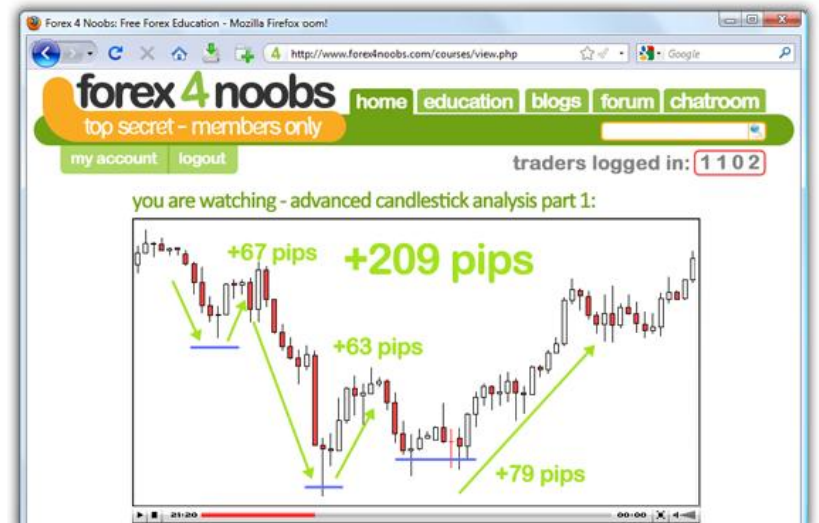 Forex 4 Noobs: Free Forex Education - Mozilla Firefox oom!
4 http://www.forex4noobs.com/courses/view.php Google
forex 4 noobs
home education blogs forum chatroom
top secret - members only
my account logout
traders logged in: 1102
you are watching - advanced candlestick analysis part 1:
+67 pips
+209 pips
+63 pips
+79 pips
21:20 00:00